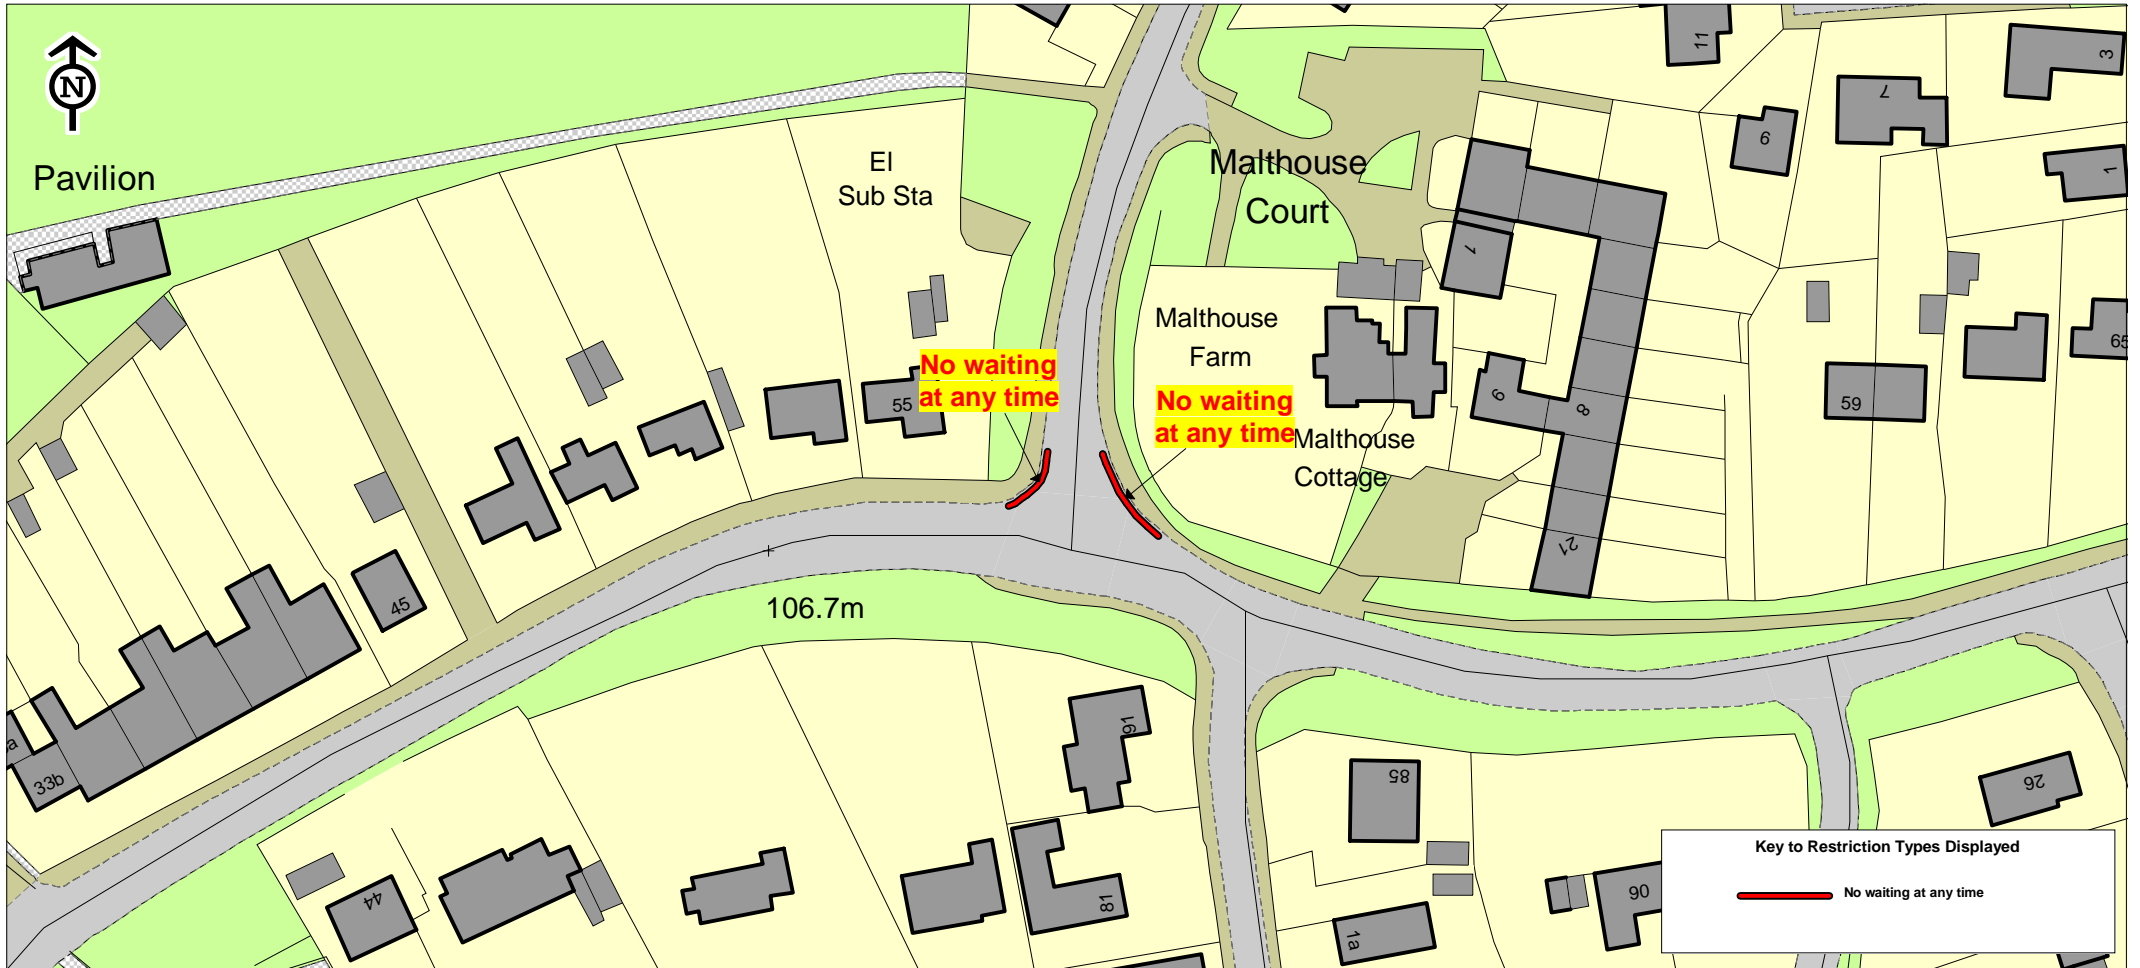 N
Pavilion
El
Sub Sta
Malthouse
Court
Malthouse
Farm
No waiting
at any time
No waiting
at any time
Malthouse
Cottage
106.7m
11
3
7
9
1
1
65
59
55
6
8
21
45
33b
44
91
85
81
1a
90
26
Key to Restriction Types Displayed
No waiting at any time